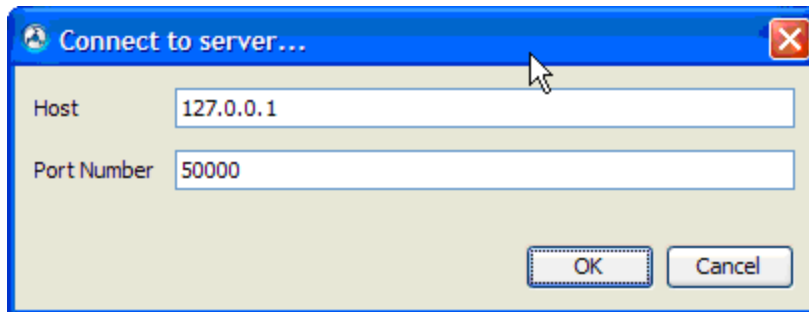 Connect to server...
Host 127.0.0.1
Port Number 50000
OK Cancel